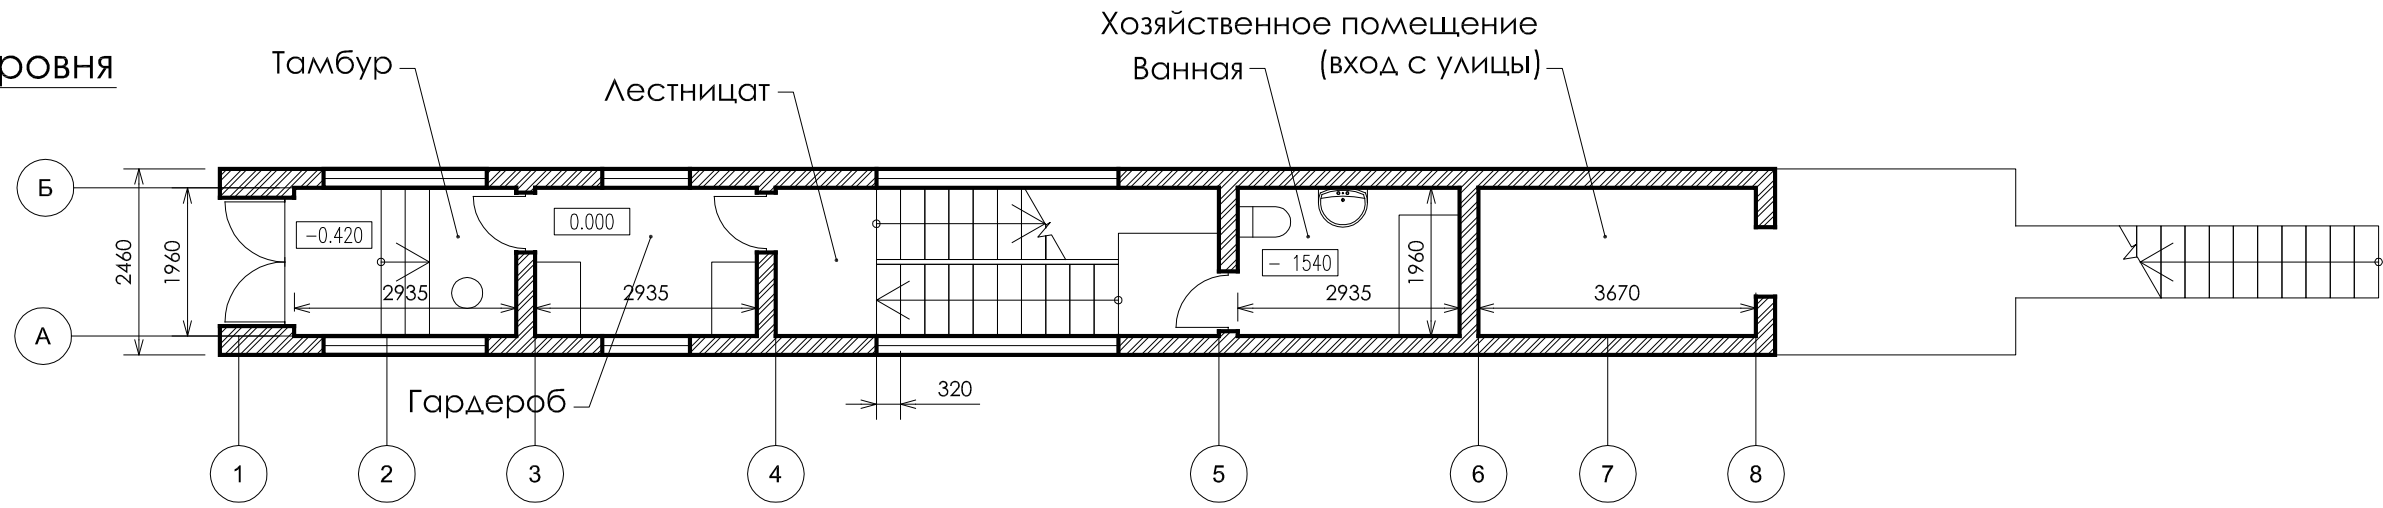 Хозяйственное помещение
(вход с улицы)
ровня
Тамбур
Лестницат
Ванная
Б
А
2460
1960
-0.420
0.000
- 1540
1960
2935
2935
2935
3670
Гардероб
320
1
2
3
4
5
6
7
8